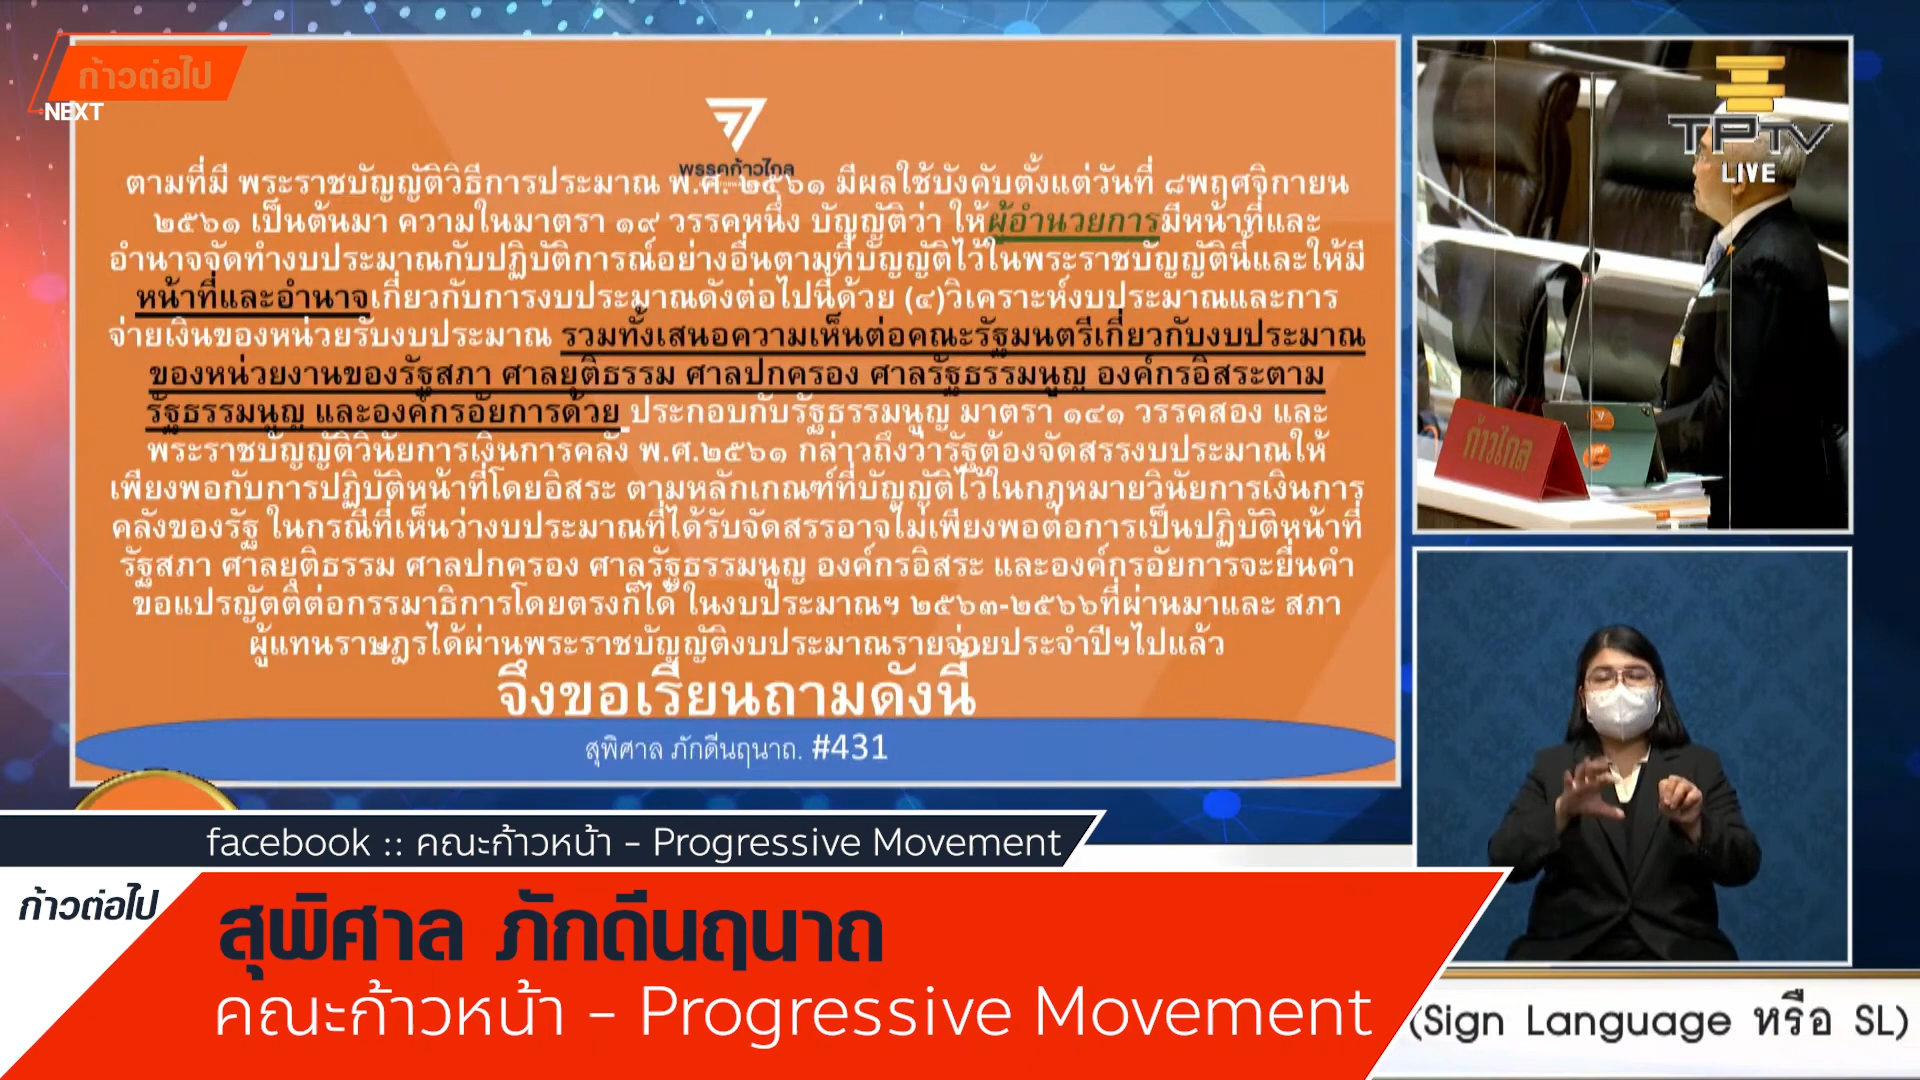 ก้าวต่อไป
NEXT
พรรคก้าวไกล
ตามที่มี พระราชบัญญัติวิธีการประมาณ พ.ศ. ๒๕๖๑ มีผลใช้บังคับตั้งแต่วันที่ ๘พฤศจิกายน
๒๕๖๑ เป็นต้นมา ความในมาตรา ๑๙ วรรคหนึ่ง บัญญัติว่า ให้ผู้อำนวยการมีหน้าที่และ
อำนาจจัดทำงบประมาณกับปฏิบัติการณ์อย่างอื่นตามที่บัญญัติไว้ในพระราชบัญญัตินี้และให้มี
หน้าที่และอำนาจเกี่ยวกับการงบประมาณดังต่อไปนี้ด้วย (๔)วิเคราะห์งบประมาณและการ
จ่ายเงินของหน่วยรับงบประมาณ รวมทั้งเสนอความเห็นต่อคณะรัฐมนตรีเกี่ยวกับงบประมาณ
ของหน่วยงานของรัฐสภา ศาลยุติธรรม ศาลปกครอง ศาลรัฐธรรมนูญ องค์กรอิสระตาม
รัฐธรรมนูญ และองค์กรอัยการด้วย ประกอบกับรัฐธรรมนูญ มาตรา ๑๔๑ วรรคสอง และ
พระราชบัญญัติวินัยการเงินการคลัง พ.ศ.๒๕๖๑ กล่าวถึงว่ารัฐต้องจัดสรรงบประมาณให้
เพียงพอกับการปฏิบัติหน้าที่โดยอิสระ ตามหลักเกณฑ์ที่บัญญัติไว้ในกฎหมายวินัยการเงินการ
คลังของรัฐ ในกรณีที่เห็นว่างบประมาณที่ได้รับจัดสรรอาจไม่เพียงพอต่อการเป็นปฏิบัติหน้าที่
รัฐสภา ศาลยุติธรรม ศาลปกครอง ศาลรัฐธรรมนูญ องค์กรอิสระ และองค์กรอัยการจะยื่นคำ
ขอแปรญัตติต่อกรรมาธิการโดยตรงก็ได้ ในงบประมาณฯ ๒๕๖๓-๒๕๖๖ที่ผ่านมาและ สภา
ผู้แทนราษฎรได้ผ่านพระราชบัญญัติงบประมาณรายจ่ายประจำปีฯไปแล้ว
จึงขอเรียนถามดังนี้
สุพิศาล ภักดีนฤนาถ. #431
TPTV
LIVE
ก้าวไกล
facebook :: คณะก้าวหน้า - Progressive Movement
ก้าวต่อไป
สุพิศาล ภักดีนฤนาถ
คณะก้าวหน้า - Progressive Movement
(Sign Language หรือ SL)